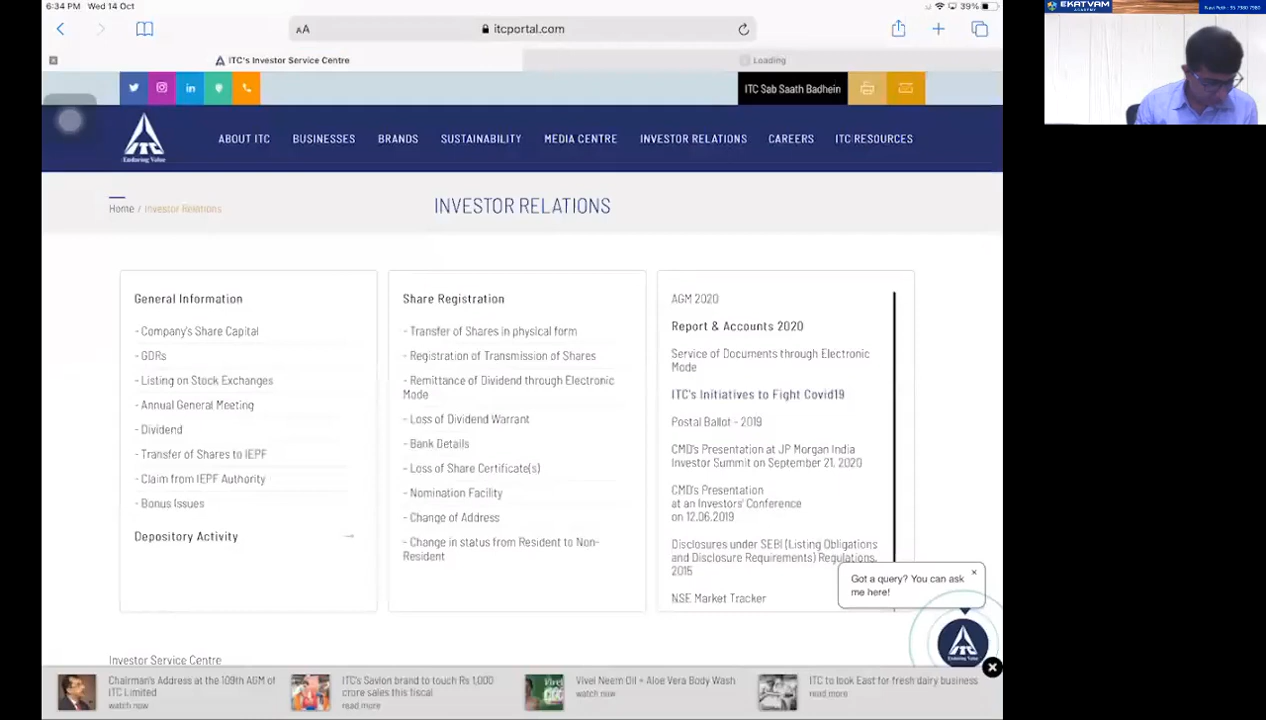 6:34 PM Wed 14 Oct
39%
EKATVAM
ACADEMY
AA
itcportal.com
ITC's Investor Service Centre
Loading
ITC Sab Saath Badhein
ITC
Enduring Value
ABOUT ITC
BUSINESSES
BRANDS
SUSTAINABILITY
MEDIA CENTRE
INVESTOR RELATIONS
CAREERS
ITC RESOURCES
Home / Investor Relations
INVESTOR RELATIONS
General Information
- Company's Share Capital
- GDRs
- Listing on Stock Exchanges
- Annual General Meeting
- Dividend
- Transfer of Shares to IEPF
- Claim from IEPF Authority
- Bonus Issues
Depository Activity
Share Registration
- Transfer of Shares in physical form
- Registration of Transmission of Shares
- Remittance of Dividend through Electronic
Mode
- Loss of Dividend Warrant
- Bank Details
- Loss of Share Certificate(s)
- Nomination Facility
- Change of Address
- Change in status from Resident to Non-
Resident
AGM 2020
Report & Accounts 2020
Service of Documents through Electronic
Mode
ITC's Initiatives to Fight Covid19
Postal Ballot - 2019
CMD's Presentation at JP Morgan India
Investor Summit on September 21, 2020
CMD's Presentation
at an Investors' Conference
on 12.06.2019
Disclosures under SEBI (Listing Obligations
and Disclosure Requirements) Regulations,
2015
NSE Market Tracker
Got a query? You can ask
me here!
Investor Service Centre
Chairman's Address at the 109th AGM of
ITC Limited
watch now
ITC's Savlon brand to touch Rs 1,000
crore sales this fiscal
read more
Vivel Neem Oil + Aloe Vera Body Wash
watch now
ITC to look East for fresh dairy business
read more